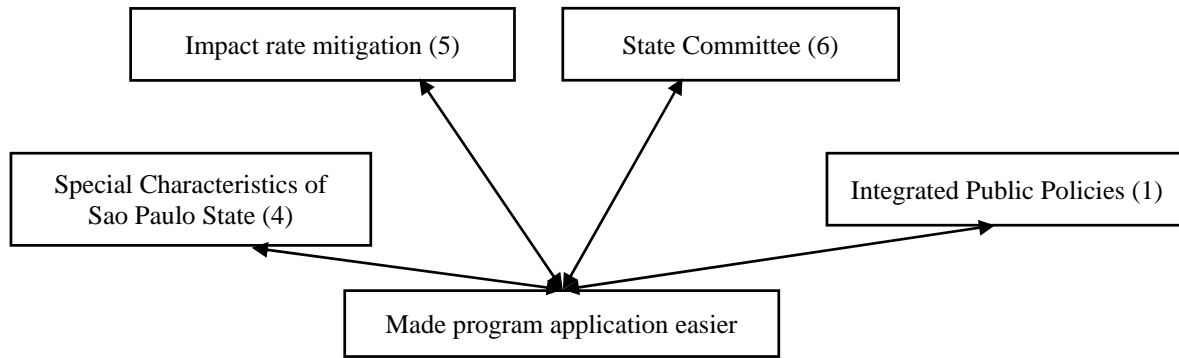 Impact rate mitigation (5)
State Committee (6)
Special Characteristics of
Sao Paulo State (4)
Integrated Public Policies (1)
Made program application easier